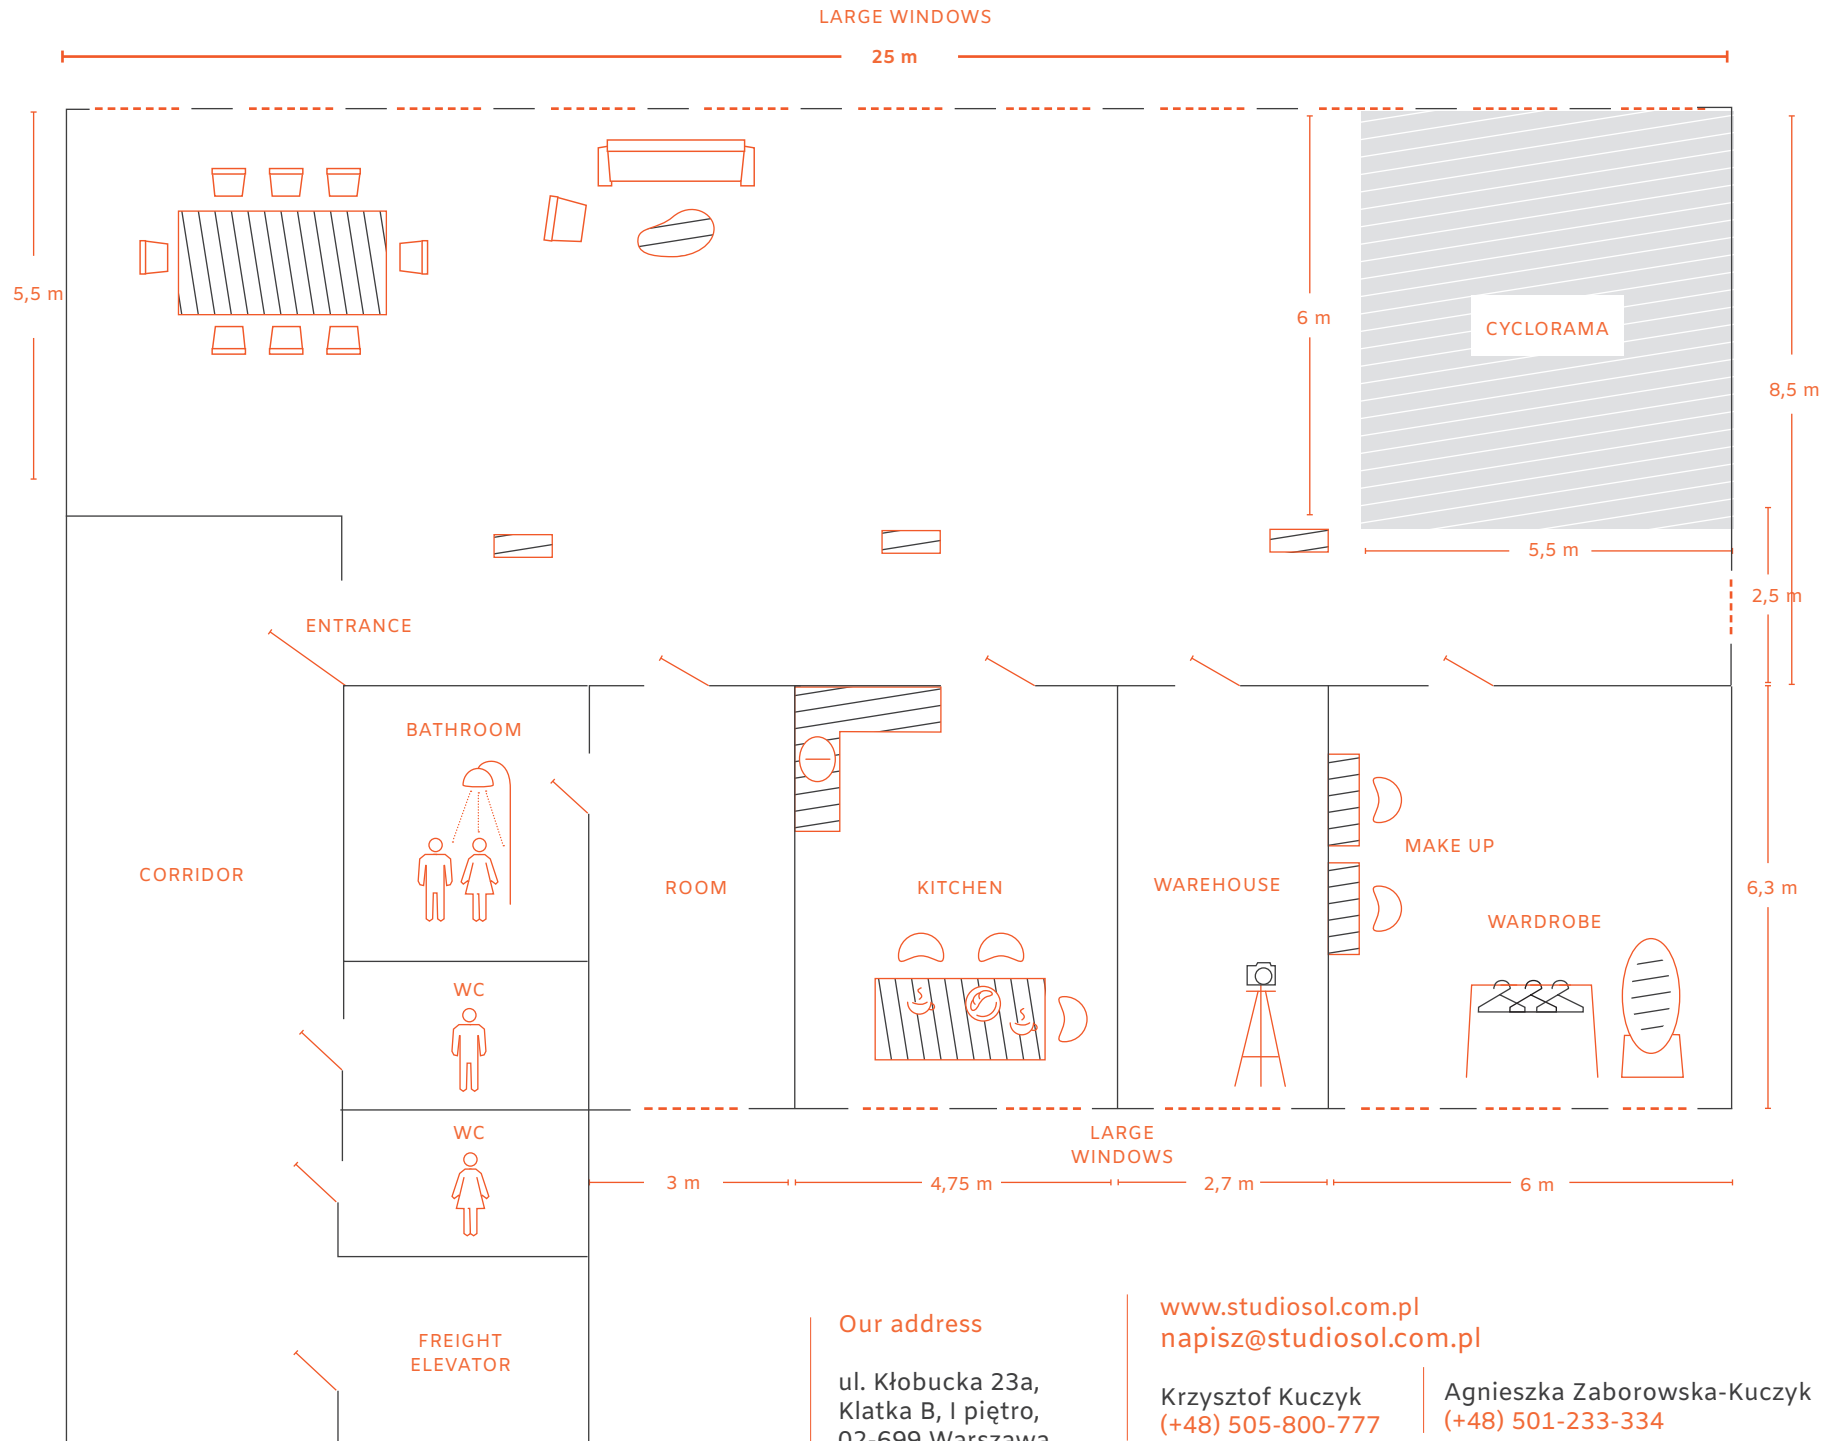 LARGE WINDOWS
25 m
5,5 m
6 m
CYCLORAMA
8,5 m
5,5 m
2,5 m
ENTRANCE
BATHROOM
CORRIDOR
ROOM
KITCHEN
WAREHOUSE
MAKE UP
WARDROBE
6,3 m
WC
WC
LARGE
WINDOWS
3 m
4,75 m
2,7 m
6 m
FREIGHT
ELEVATOR
Our address
ul. Kłobucka 23a,
Klatka B, I piętro,
02-699 Warszawa
www.studiosol.com.pl
napisz@studiosol.com.pl
Krzysztof Kuczyk
(+48) 505-800-777
Agnieszka Zaborowska-Kuczyk
(+48) 501-233-334